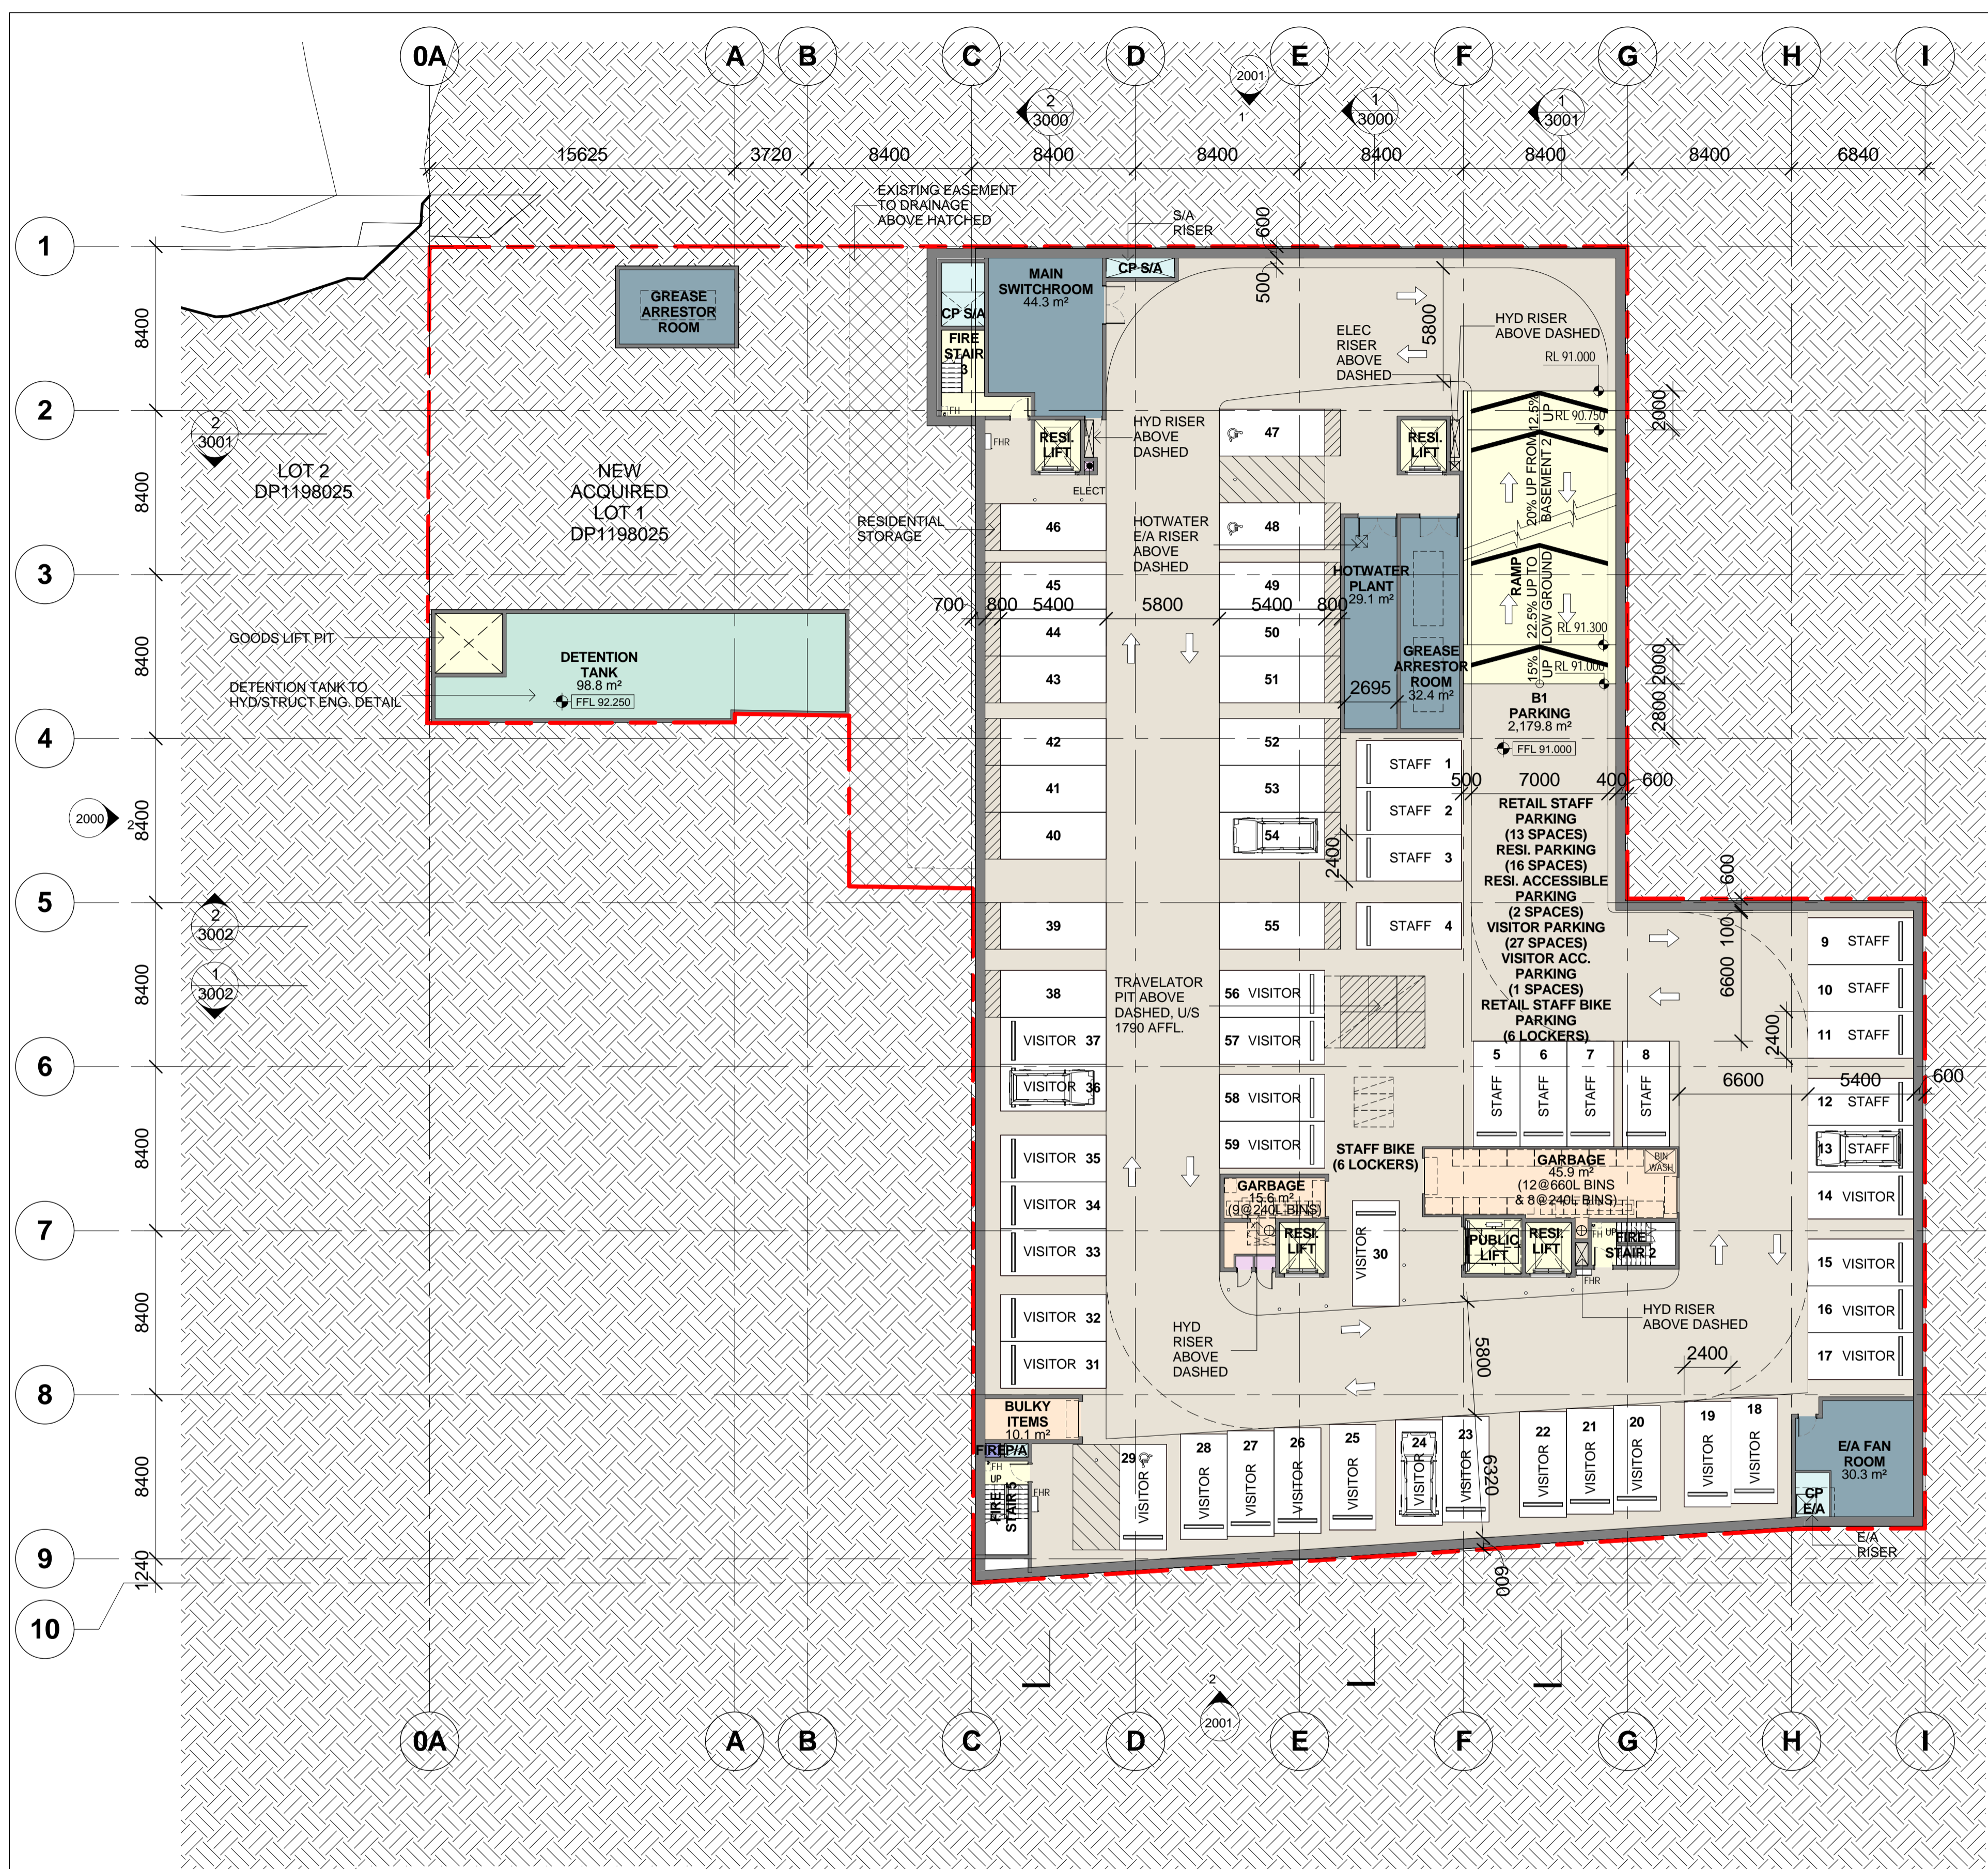 0A
A
B
C
D
E
F
G
H
I
2001
1
2
3000
1
3000
1
3001
15625
3720
8400
8400
8400
8400
8400
8400
6840
EXISTING EASEMENT
TO DRAINAGE
ABOVE HATCHED
S/A
RISER
600
500
1
2
3
4
5
6
7
8
9
10
8400
8400
8400
8400
8400
8400
8400
8400
1240
GREASE
ARRESTOR
ROOM
CP S/A
MAIN
SWITCHROOM
44.3 m²
CP S/A
FIRE
STAIR
3
FH
FHR
RESI.
LIFT
ELECT
HYD RISER
ABOVE
DASHED
ELEC
RISER
ABOVE
DASHED
5800
HYD RISER
ABOVE DASHED
RL 91.000
RL 90.750
2000
12.5%
UP
20% UP FROM
BASEMENT 2
RAMP
22.5% UP TO
LOW GROUND
15%
UP
RL 91.300
RL 91.000
2000
2800
RESI.
LIFT
2
3001
LOT 2
DP1198025
NEW
ACQUIRED
LOT 1
DP1198025
RESIDENTIAL
STORAGE
HOTWATER
E/A RISER
ABOVE
DASHED
47
48
46
45
44
43
42
41
40
39
38
49
50
51
52
53
54
55
HOTWATER
PLANT
29.1 m²
700
800
5400
5800
5400
800
GREASE
ARRESTOR
ROOM
32.4 m²
2695
GOODS LIFT PIT
DETENTION TANK TO
HYD/STRUCT ENG. DETAIL
DETENTION
TANK
98.8 m²
FFL 92.250
B1
PARKING
2,179.8 m²
FFL 91.000
500
7000
400
600
STAFF 1
STAFF 2
STAFF 3
STAFF 4
2400
RETAIL STAFF
PARKING
(13 SPACES)
RESI. PARKING
(16 SPACES)
RESI. ACCESSIBLE
PARKING
(2 SPACES)
VISITOR PARKING
(27 SPACES)
VISITOR ACC.
PARKING
(1 SPACES)
RETAIL STAFF BIKE
PARKING
(6 LOCKERS)
2000
2
2
3002
1
3002
600
100
6600
2400
9 STAFF
10 STAFF
11 STAFF
12 STAFF
13 STAFF
14 VISITOR
15 VISITOR
16 VISITOR
17 VISITOR
6600
5400
600
TRAVELATOR
PIT ABOVE
DASHED, U/S
1790 AFFL.
56 VISITOR
57 VISITOR
58 VISITOR
59 VISITOR
VISITOR 37
VISITOR 36
VISITOR 35
VISITOR 34
VISITOR 33
VISITOR 32
VISITOR 31
5
STAFF
6
STAFF
7
STAFF
8
STAFF
STAFF BIKE
(6 LOCKERS)
GARBAGE
45.9 m²
(12@660L BINS
& 8@240L BINS)
BIN
WASH
GARBAGE
15.6 m²
(9@240L BINS)
RESI.
LIFT
VISITOR
30
PUBLIC
LIFT
RESI.
LIFT
FH
UP
FIRE
STAIR 2
FHR
HYD
RISER
ABOVE
DASHED
HYD RISER
ABOVE DASHED
5800
2400
6320
600
BULKY
ITEMS
10.1 m²
FIRE
P/A
FH
UP
FIRE
STAIR 5
FHR
29
VISITOR
28
VISITOR
27
VISITOR
26
VISITOR
25
VISITOR
24
VISITOR
23
VISITOR
22
VISITOR
21
VISITOR
20
VISITOR
19
VISITOR
18
VISITOR
E/A FAN
ROOM
30.3 m²
CP
E/A
E/A
RISER
2
2001
0A
A
B
C
D
E
F
G
H
I